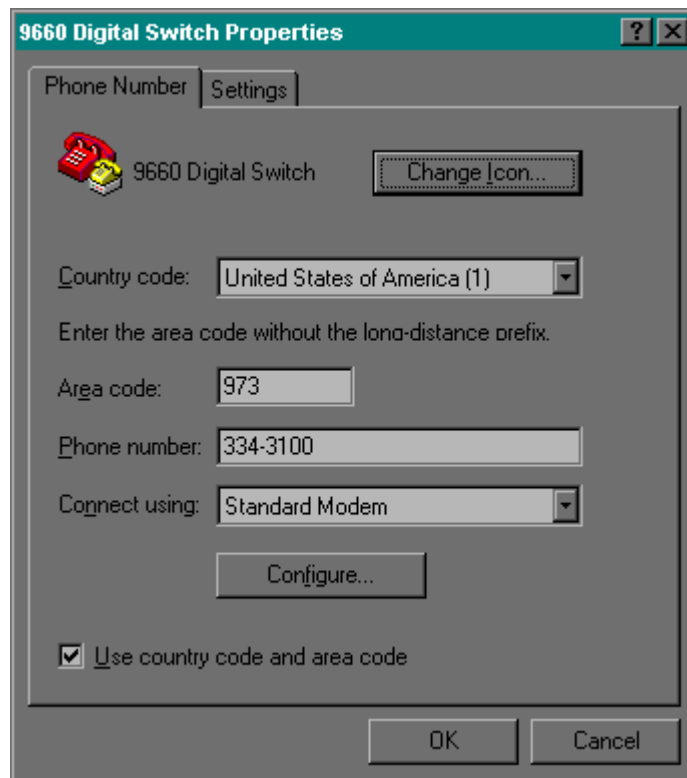 9660 Digital Switch Properties
Phone Number Settings
9660 Digital Switch Change Icon...
Country code: United States of America (1)
Enter the area code without the long-distance prefix.
Area code: 973
Phone number: 334-3100
Connect using: Standard Modem
Configure...
Use country code and area code
OK Cancel